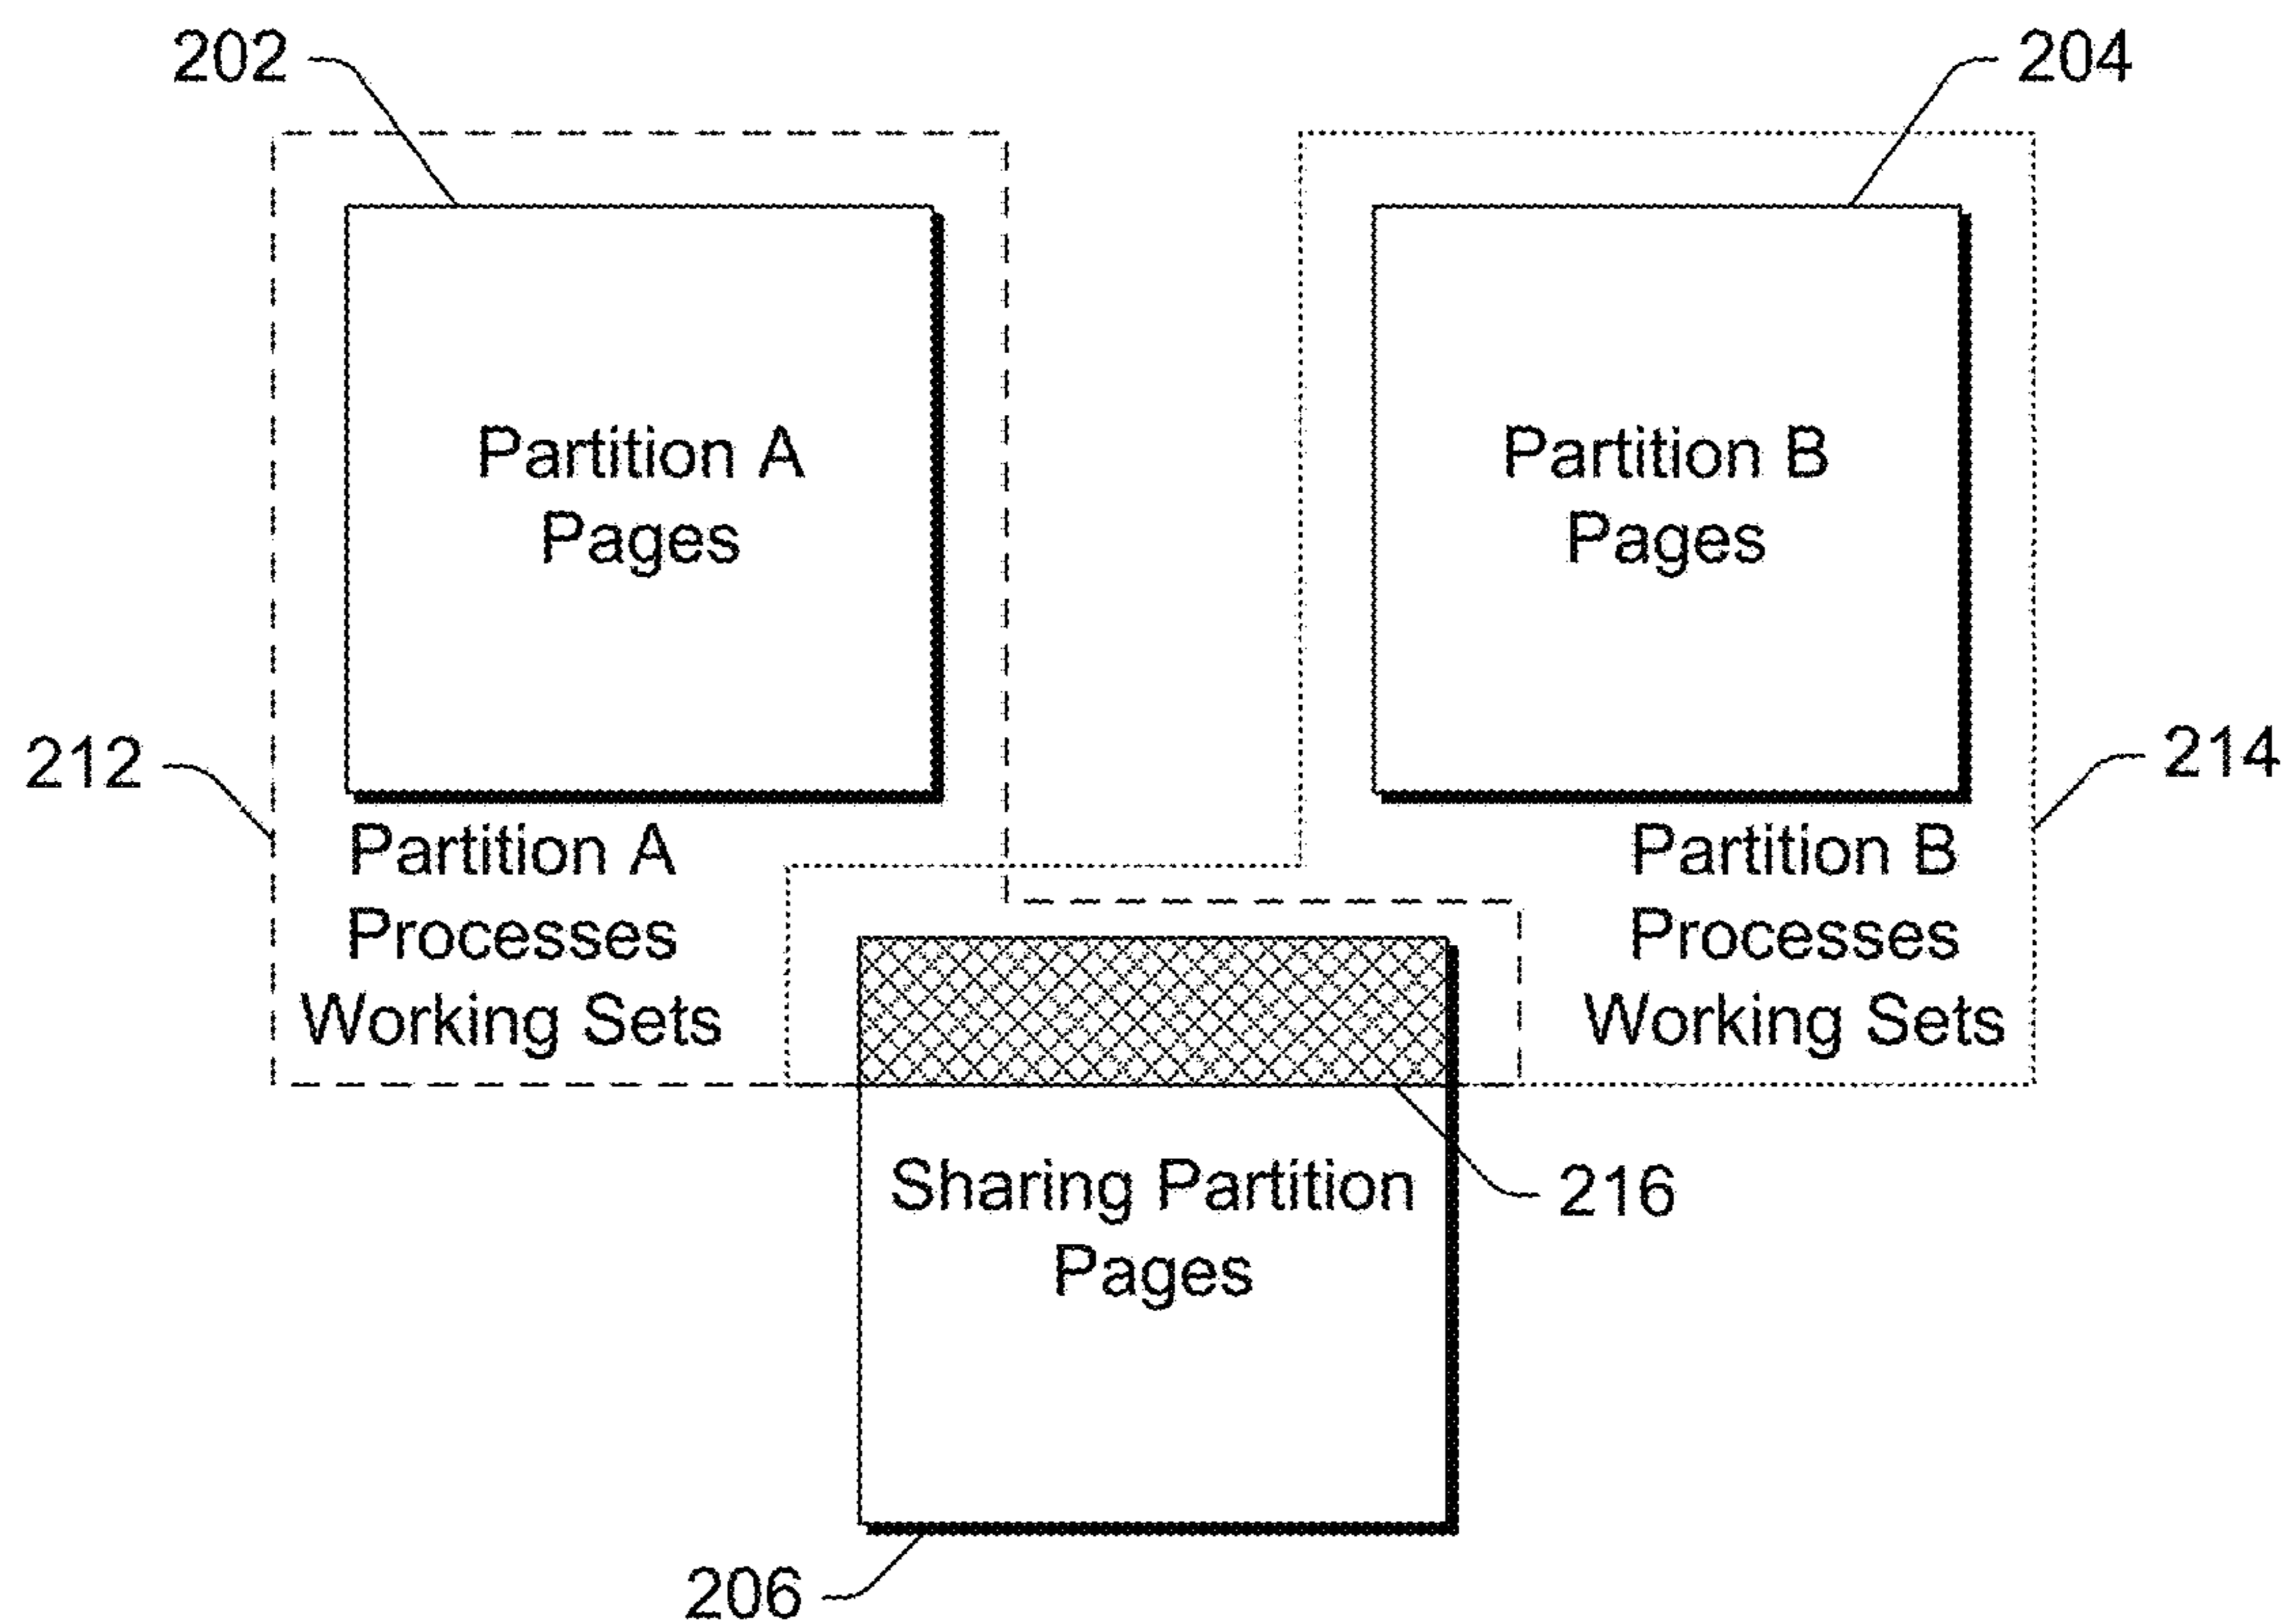 202
204
Partition A
Pages
Partition B
Pages
212
214
Partition A
Processes
Working Sets
Partition B
Processes
Working Sets
Sharing Partition
Pages
216
206